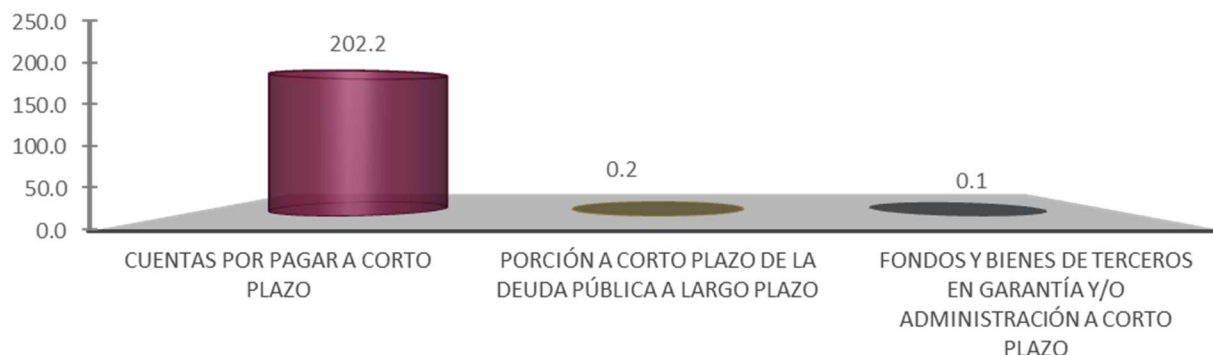 250.0
200.0
150.0
100.0
50.0
0.0
202.2
0.2
0.1
CUENTAS POR PAGAR A CORTO
PLAZO
PORCIÓN A CORTO PLAZO DE LA
DEUDA PÚBLICA A LARGO PLAZO
FONDOS Y BIENES DE TERCEROS
EN GARANTÍA Y/O
ADMINISTRACIÓN A CORTO
PLAZO